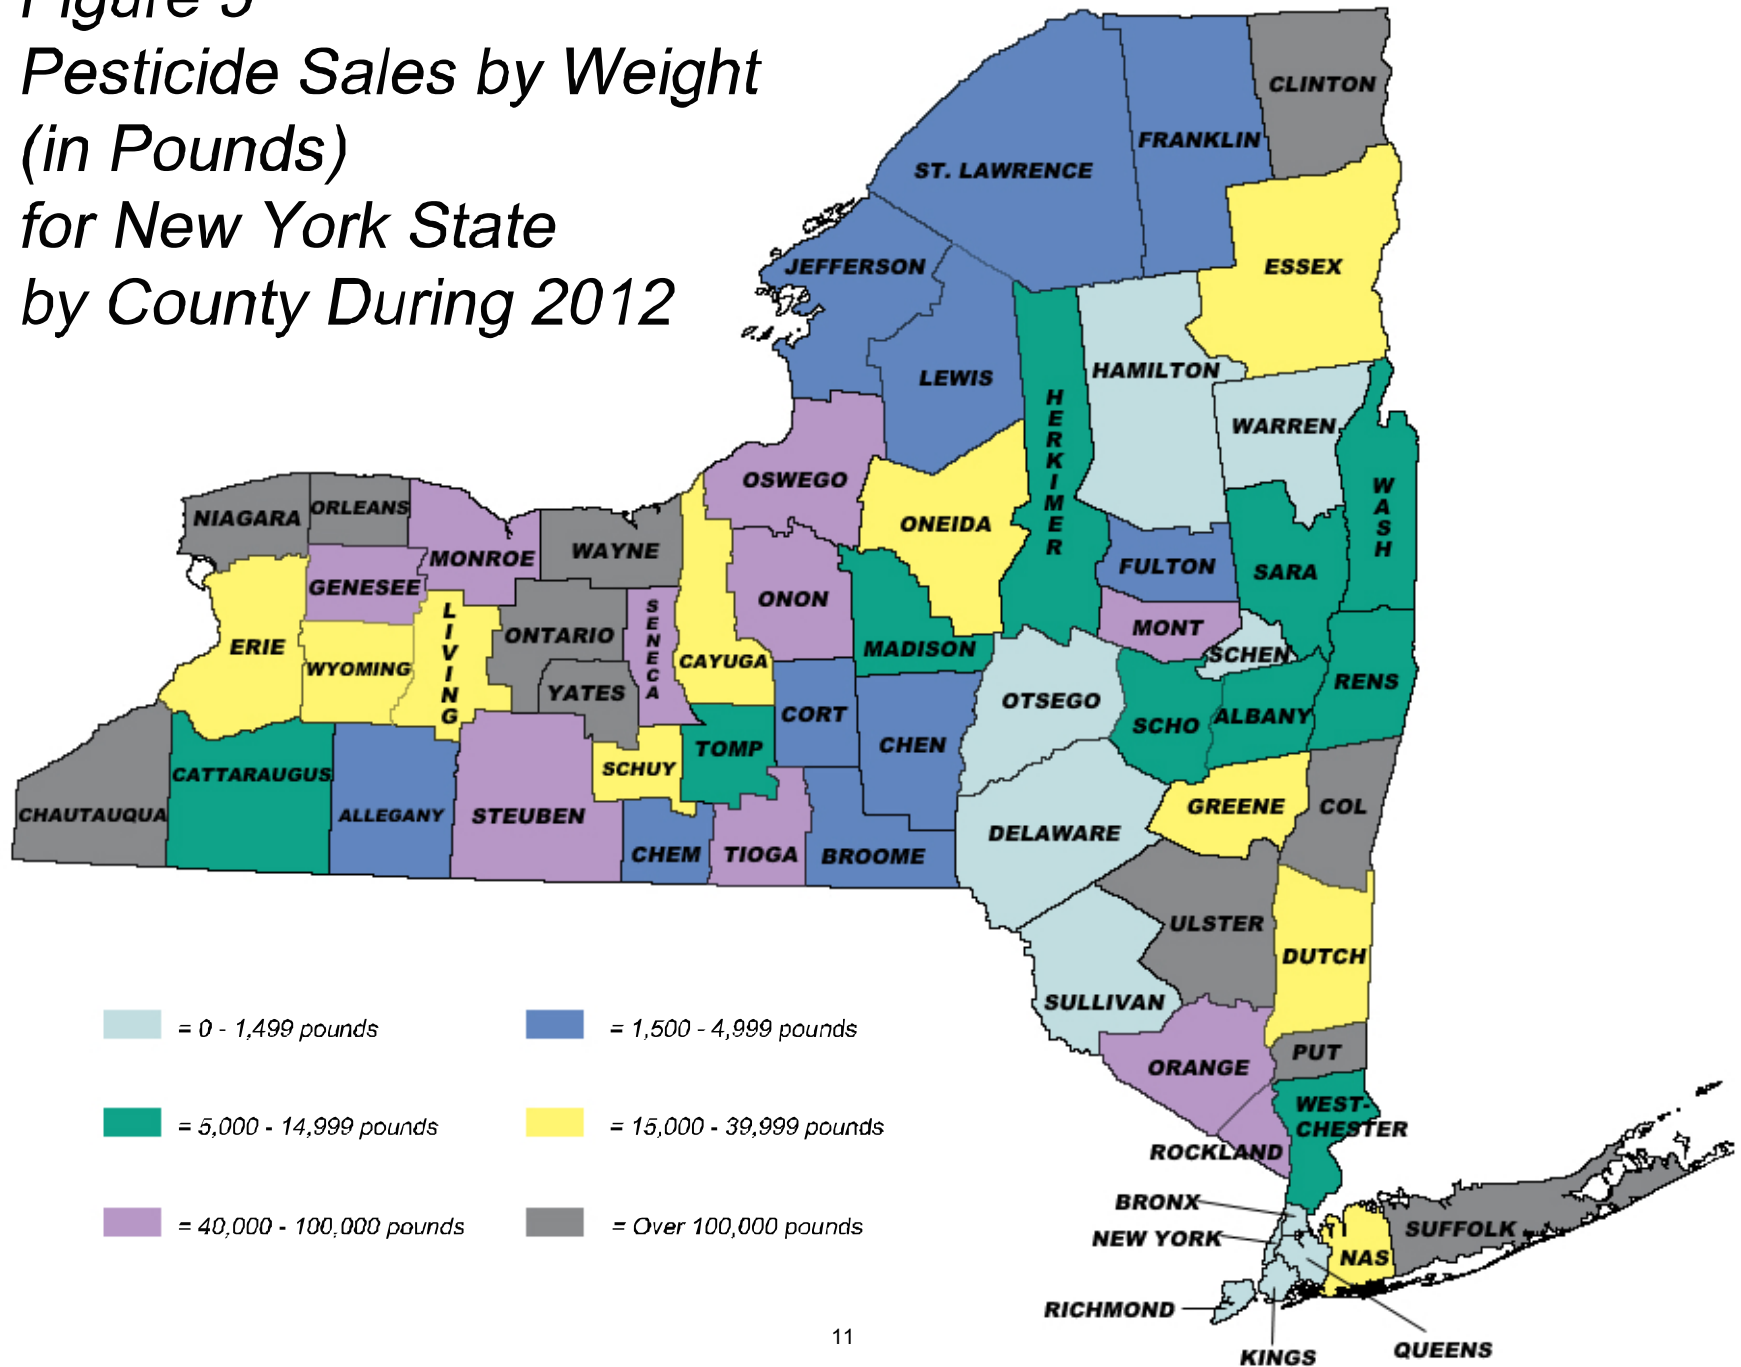 Figure 5
Pesticide Sales by Weight
(in Pounds)
for New York State
by County During 2012
CLINTON
FRANKLIN
ST. LAWRENCE
ESSEX
JEFFERSON
LEWIS
HERKIMER
HAMILTON
WARREN
WASH
OSWEGO
ONEIDA
NIAGARA
ORLEANS
MONROE
WAYNE
GENESEE
FULTON
SARA
ONON
SENECA
LIVING
ONTARIO
MONT
ERIE
WYOMING
CAYUGA
MADISON
SCHEN
YATES
RENS
OTSEGO
CORT
SCHO
ALBANY
CHEN
TOMP
SCHUY
CATTARAUGUS
CHAUTAUQUA
ALLEGANY
STEUBEN
GREENE
COL
DELAWARE
CHEM
TIOGA
BROOME
ULSTER
DUTCH
SULLIVAN
= 0 - 1,499 pounds
= 1,500 - 4,999 pounds
PUT
ORANGE
WEST-
CHESTER
= 5,000 - 14,999 pounds
= 15,000 - 39,999 pounds
ROCKLAND
BRONX
= 40,000 - 100,000 pounds
= Over 100,000 pounds
NEW YORK
SUFFOLK
NAS
RICHMOND
QUEENS
KINGS
11